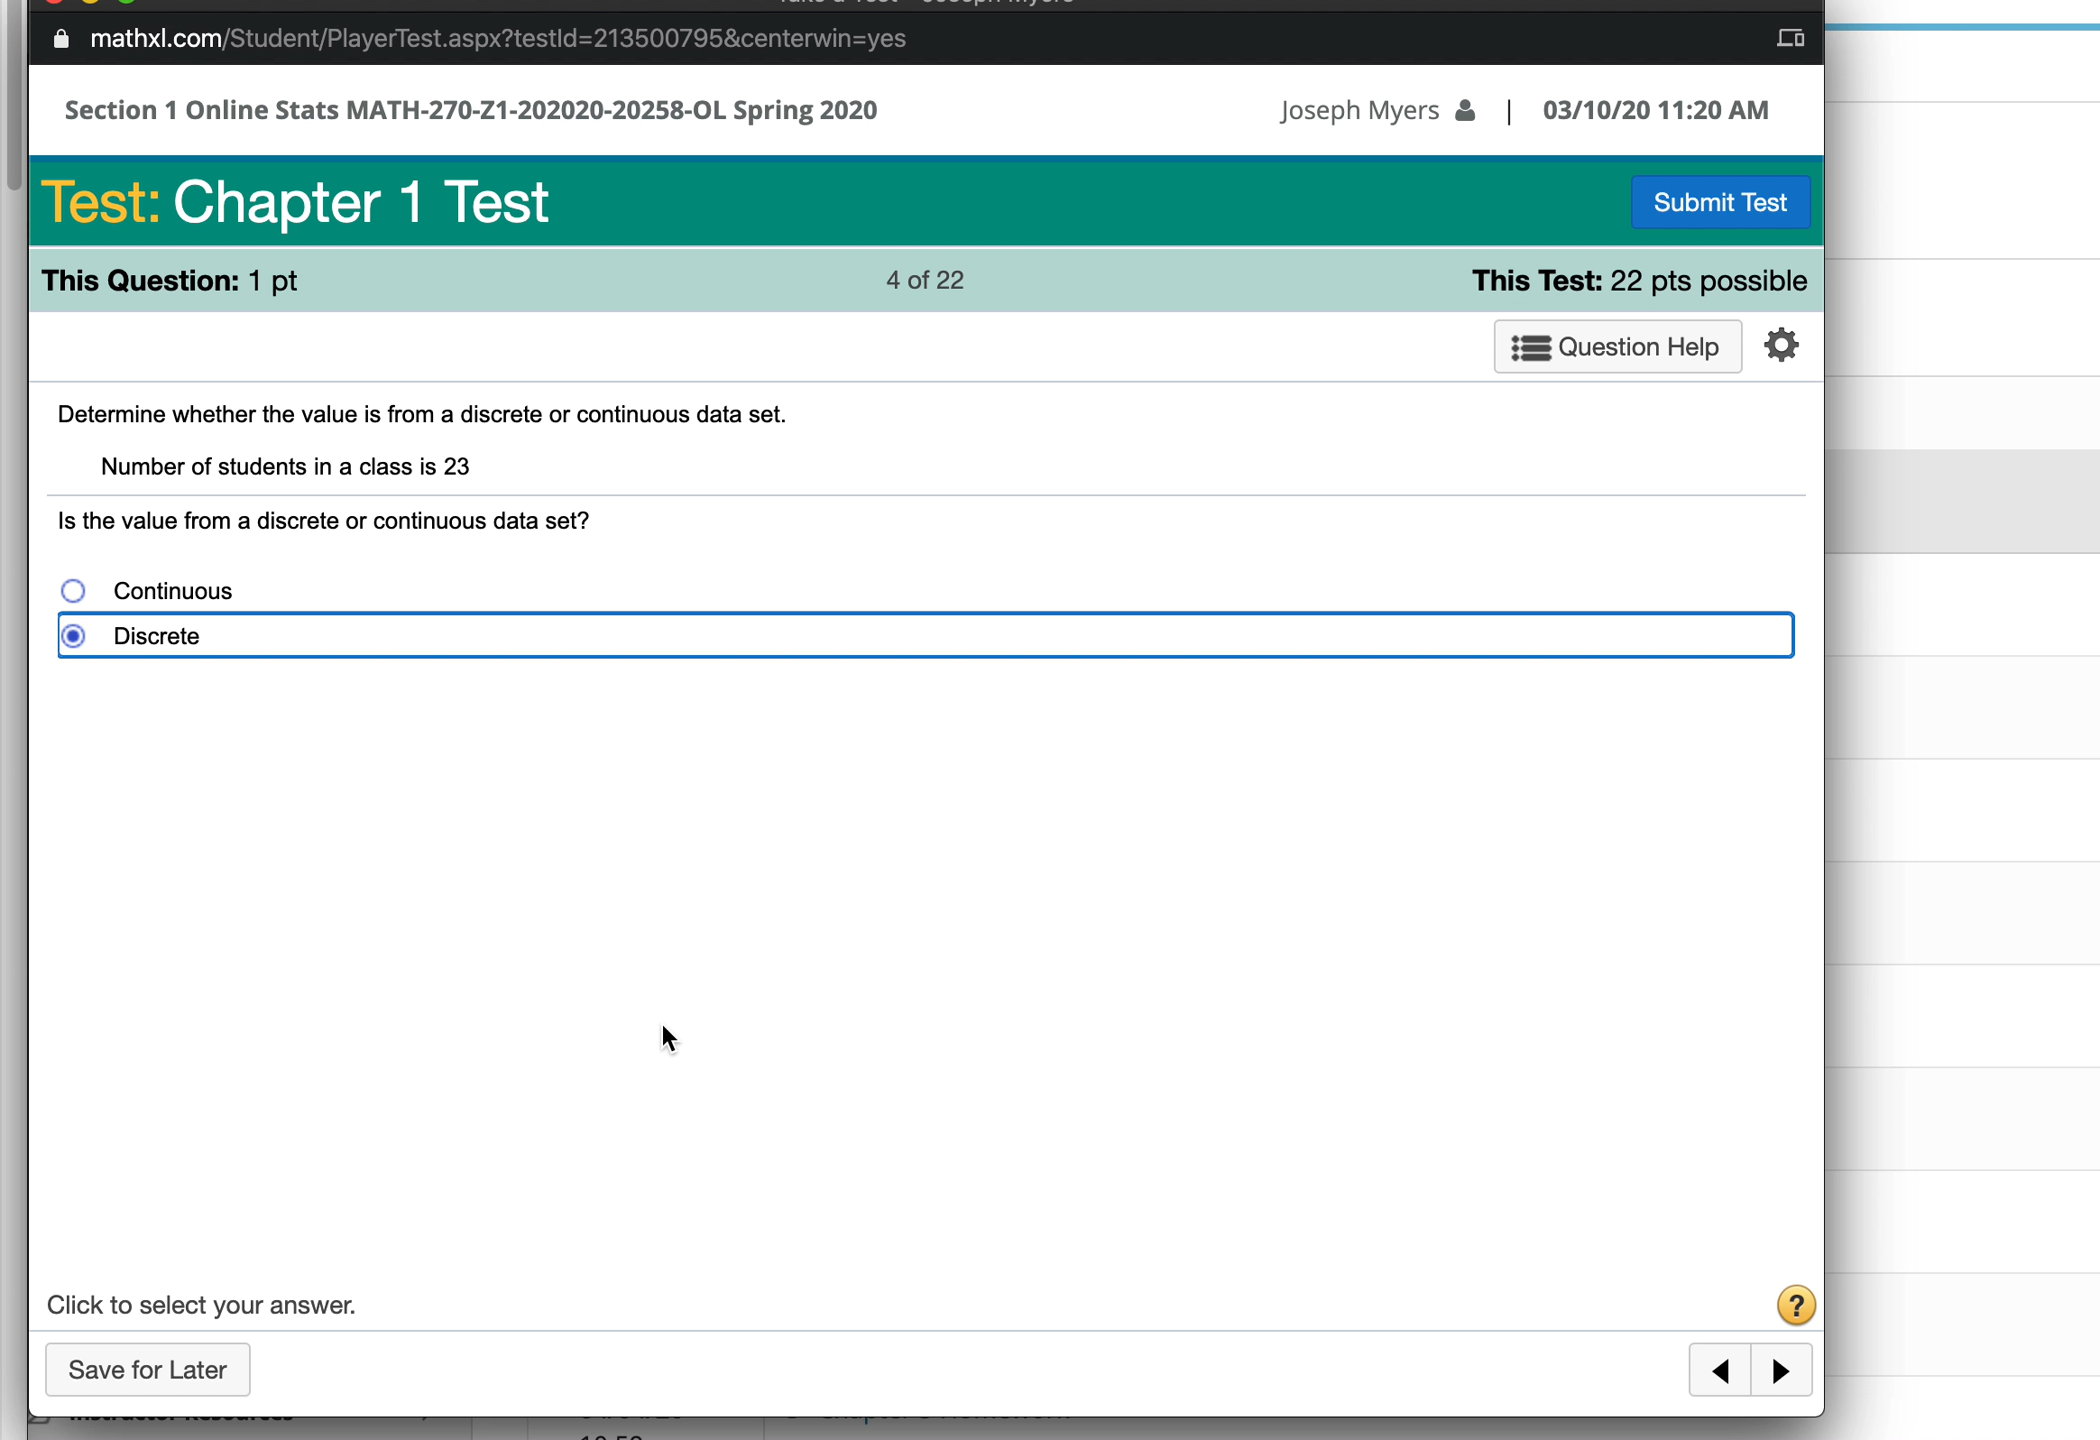 mathxl.com/Student/PlayerTest.aspx?testId=213500795&centerwin=yes
Section 1 Online Stats MATH-270-Z1-202020-20258-OL Spring 2020
Joseph Myers | 03/10/20 11:20 AM
Test: Chapter 1 Test
Submit Test
This Question: 1 pt
4 of 22
This Test: 22 pts possible
Question Help
Determine whether the value is from a discrete or continuous data set.
Number of students in a class is 23
Is the value from a discrete or continuous data set?
Continuous
Discrete
Click to select your answer.
?
Save for Later